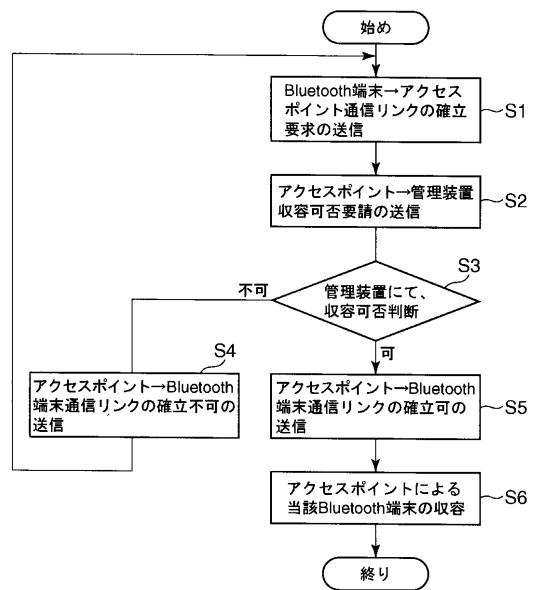 始め
Bluetooth端末→アクセス
ポイント通信リンクの確立
要求の送信
S1
アクセスポイント→管理装置
収容可否要請の送信
S2
S3
管理装置にて、
収容可否判断
不可
可
S4
アクセスポイント→Bluetooth
端末通信リンクの確立不可の
送信
アクセスポイント→Bluetooth
端末通信リンクの確立可の
送信
S5
アクセスポイントによる
当該Bluetooth端末の収容
S6
終り